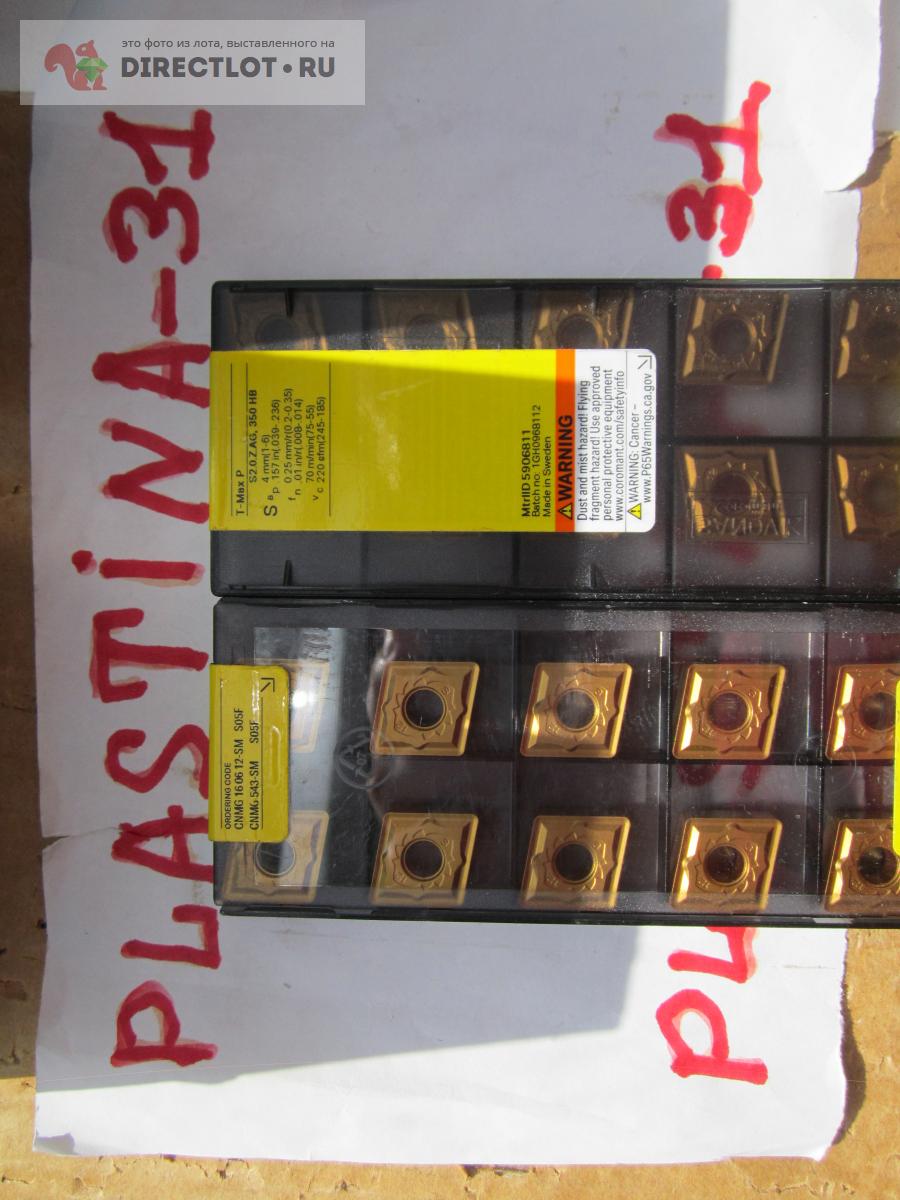 это фото из лота, выставленного на
DIRECTLOT.RU
PLASTINA-31
T-Max P
S2.0.Z.AG, 350 HB
S
ap 4 mm(1-6)
.157 in(.039-.236)
fn 0.25 mm/r(0.2-0.35)
.01 in/r(.008-.014)
vc 70 m/min(75-55)
220 sfm(245-185)
MtrlID 5906811
Batch no: 1GH0968112
Made in Sweden
⚠WARNING
Dust and mist hazard! Flying
fragment hazard! Use approved
personal protective equipment
www.coromant.com/safetyinfo
⚠WARNING: Cancer –
www.P65Warnings.ca.gov
ORDERING CODE
CNMG 16 06 12-SM S05F
CNMG 543-SM S05F